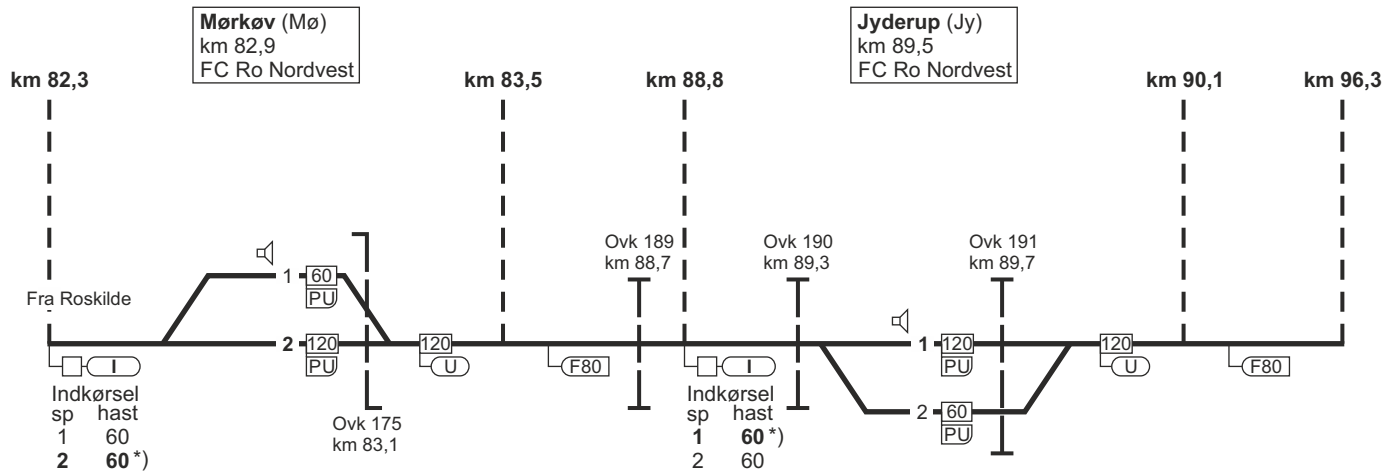 Mørkøv (Mø)
km 82,9
FC Ro Nordvest
Jyderup (Jy)
km 89,5
FC Ro Nordvest
km 82,3
km 83,5
km 88,8
km 90,1
km 96,3
Ovk 189
km 88,7
Ovk 190
km 89,3
Ovk 191
km 89,7
Fra Roskilde
1 60
PU
2 120
PU
120
U
F80
1 120
PU
2 60
PU
120
U
F80
I
Indkørsel
sp hast
1 60
2 60 *)
Ovk 175
km 83,1
I
Indkørsel
sp hast
1 60 *)
2 60